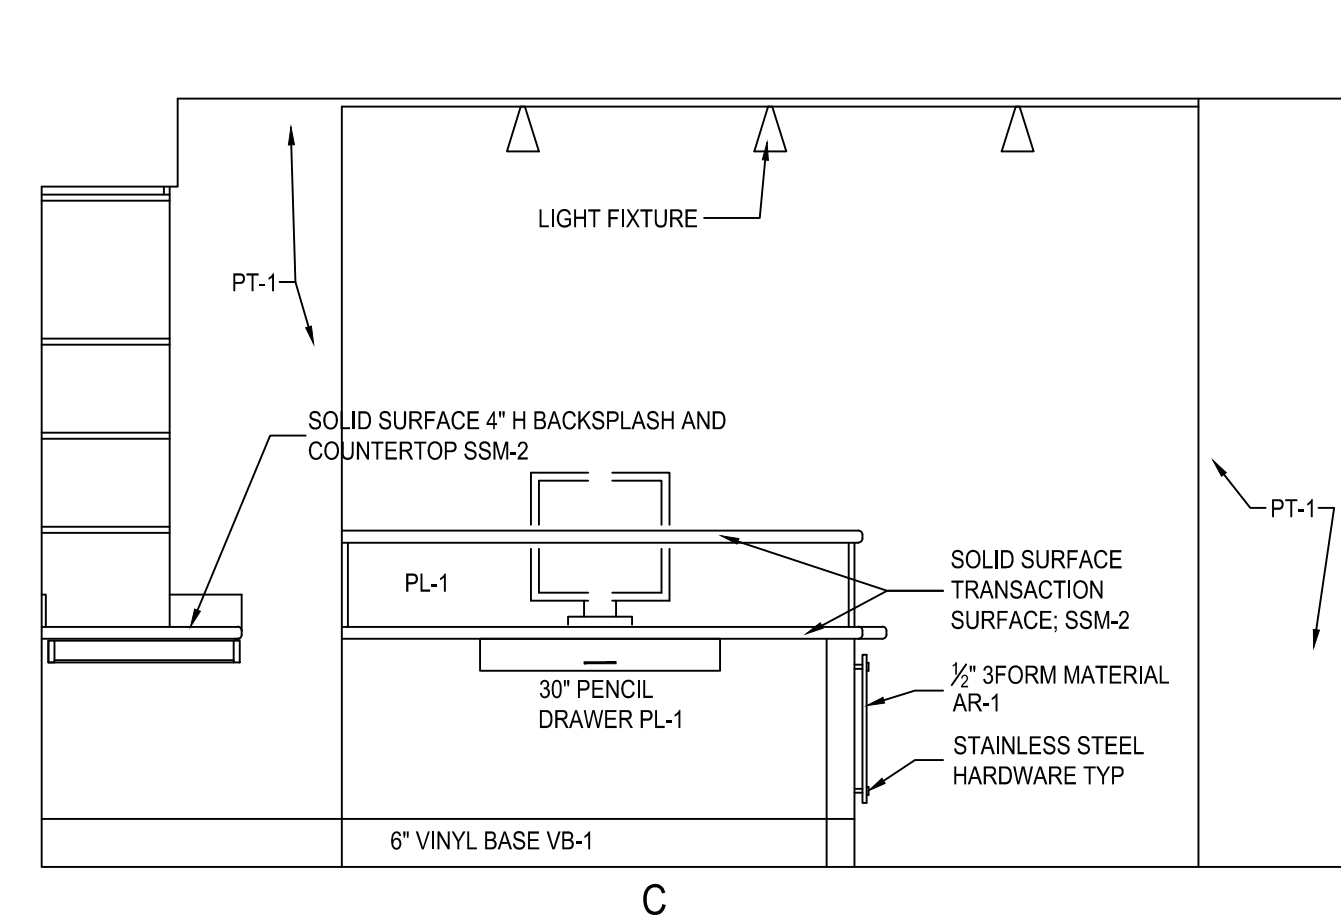 LIGHT FIXTURE
PT-1
SOLID SURFACE 4" H BACKSPLASH AND
COUNTERTOP SSM-2
PT-1
PL-1
SOLID SURFACE
TRANSACTION
SURFACE; SSM-2
30" PENCIL
DRAWER PL-1
½" 3FORM MATERIAL
AR-1
STAINLESS STEEL
HARDWARE TYP
6" VINYL BASE VB-1
C